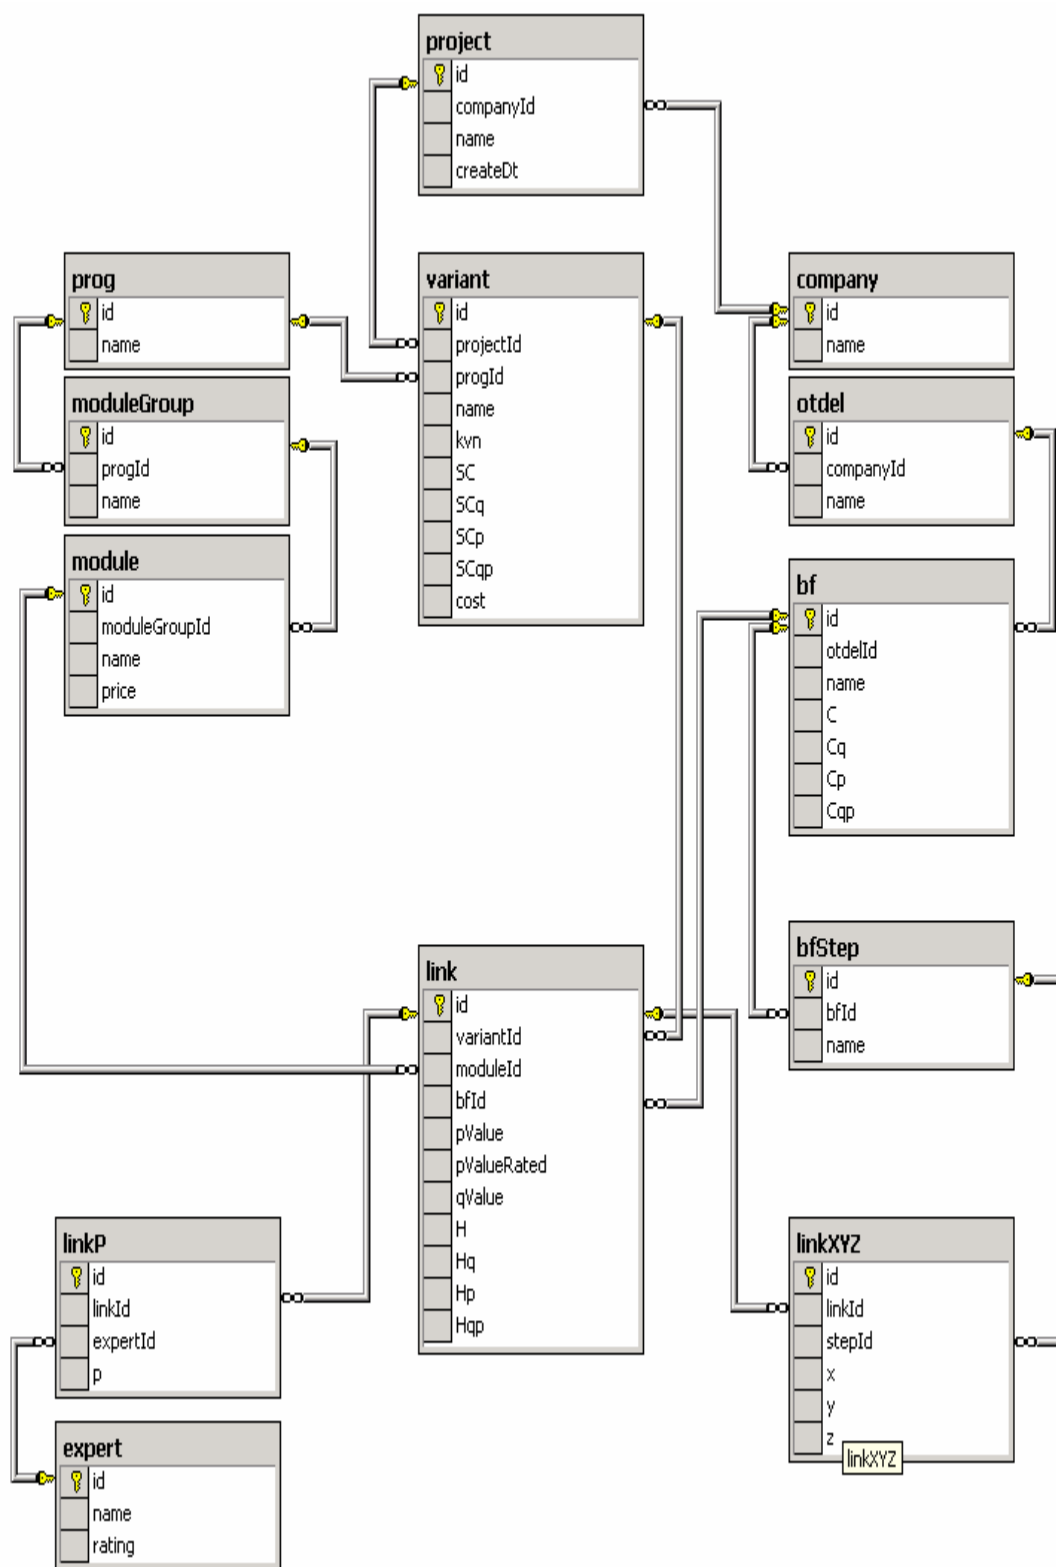 project
id
companyId
name
createDt
prog
id
name
variant
id
projectId
progId
name
kvn
SC
SCq
SCp
SCqp
cost
company
id
name
moduleGroup
id
progId
name
otdel
id
companyId
name
module
id
moduleGroupId
name
price
bf
id
otdelId
name
C
Cq
Cp
Cqp
link
id
variantId
moduleId
bfId
pValue
pValueRated
qValue
H
Hq
Hp
Hqp
bfStep
id
bfId
name
linkP
id
linkId
expertId
p
linkXYZ
id
linkId
stepId
x
y
z
linkXYZ
expert
id
name
rating